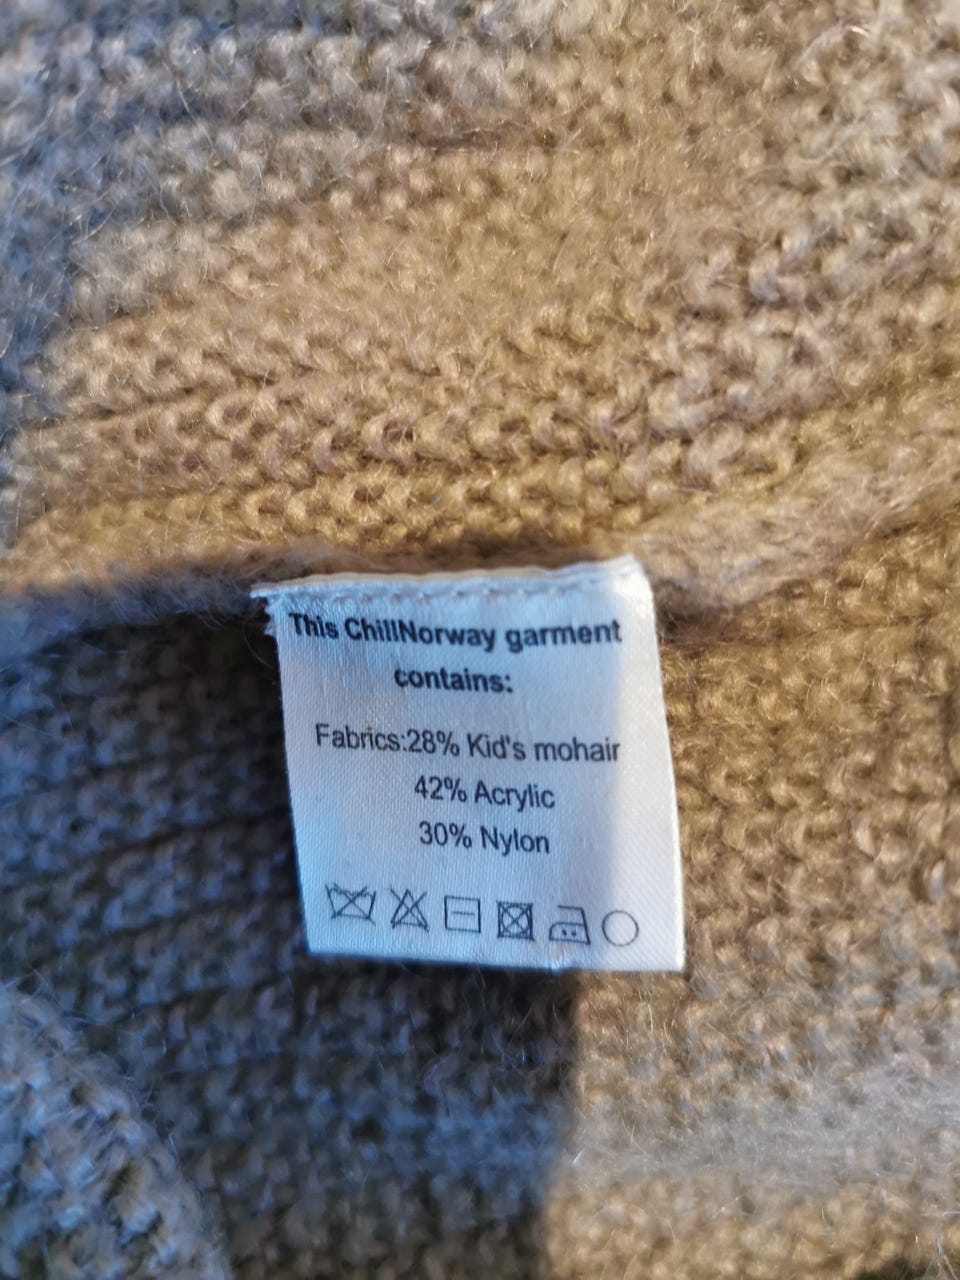 This ChillNorway garment
contains:
Fabrics:28% Kid's mohair
42% Acrylic
30% Nylon